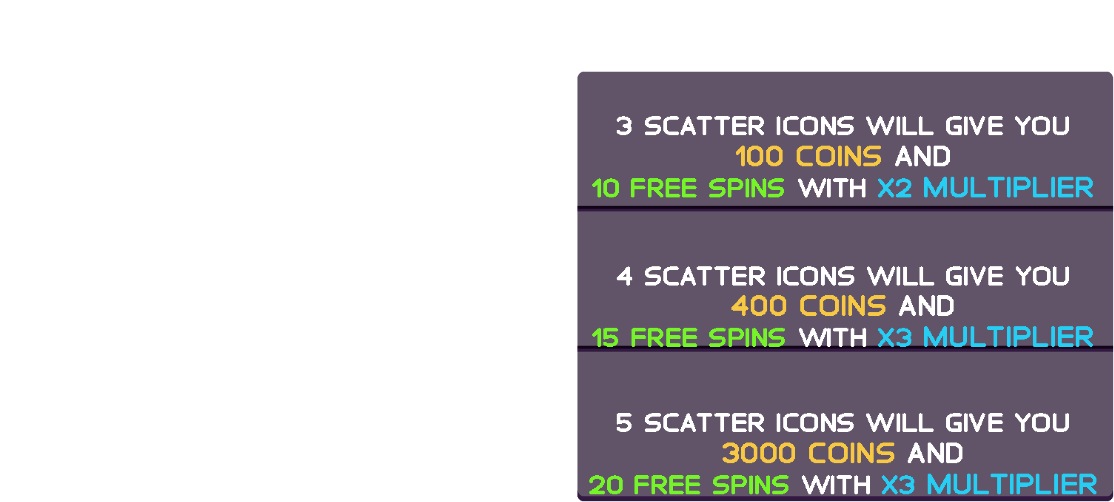 3 SCATTER ICONS WILL GIVE YOU
100 COINS AND
10 FREE SPINS WITH X2 MULTIPLIER
4 SCATTER ICONS WILL GIVE YOU
400 COINS AND
15 FREE SPINS WITH X3 MULTIPLIER
5 SCATTER ICONS WILL GIVE YOU
3000 COINS AND
20 FREE SPINS WITH X3 MULTIPLIER